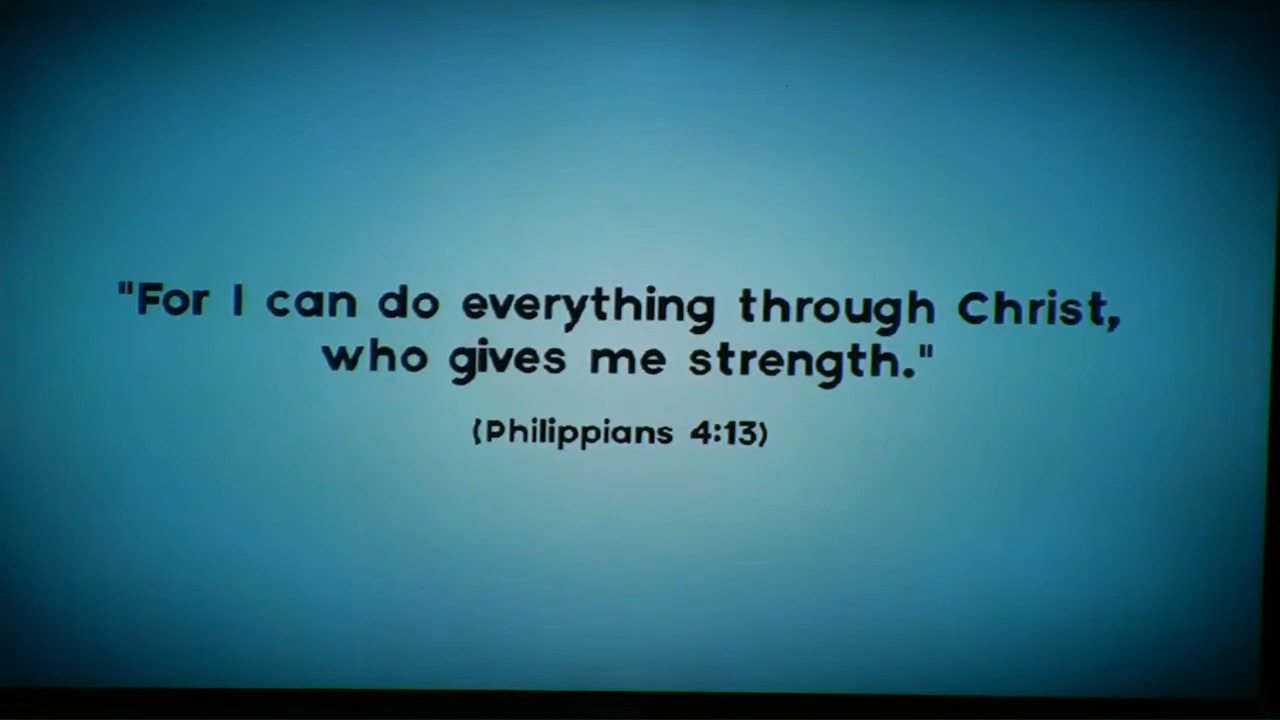 "For I can do everything through Christ,
who gives me strength."
(Philippians 4:13)